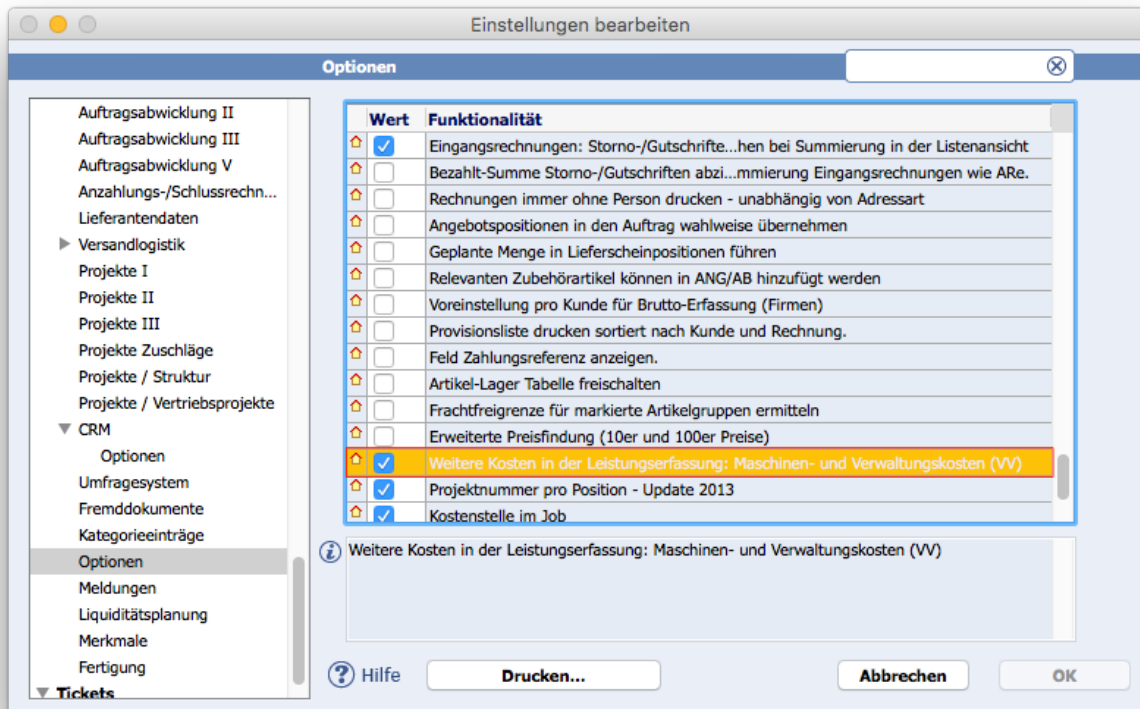 Einstellungen bearbeiten
Optionen
Auftragsabwicklung II
Auftragsabwicklung III
Auftragsabwicklung V
Anzahlungs-/Schlussrechn...
Lieferantendaten
Versandlogistik
Projekte I
Projekte II
Projekte III
Projekte Zuschläge
Projekte / Struktur
Projekte / Vertriebsprojekte
CRM
Optionen
Umfragesystem
Fremddokumente
Kategorieeinträge
Optionen
Meldungen
Liquiditätsplanung
Merkmale
Fertigung
Tickets
Wert Funktionalität
Eingangsrechnungen: Storno-/Gutschrifte...hen bei Summierung in der Listenansicht
Bezahlt-Summe Storno-/Gutschriften abzi...mmierung Eingangsrechnungen wie ARe.
Rechnungen immer ohne Person drucken - unabhängig von Adressart
Angebotspositionen in den Auftrag wahlweise übernehmen
Geplante Menge in Lieferscheinpositionen führen
Relevanten Zubehörartikel können in ANG/AB hinzufügt werden
Voreinstellung pro Kunde für Brutto-Erfassung (Firmen)
Provisionsliste drucken sortiert nach Kunde und Rechnung.
Feld Zahlungsreferenz anzeigen.
Artikel-Lager Tabelle freischalten
Frachtfreigrenze für markierte Artikelgruppen ermitteln
Erweiterte Preisfindung (10er und 100er Preise)
Weitere Kosten in der Leistungserfassung: Maschinen- und Verwaltungskosten (VV)
Projektnummer pro Position - Update 2013
Kostenstelle im Job
Weitere Kosten in der Leistungserfassung: Maschinen- und Verwaltungskosten (VV)
Hilfe
Drucken...
Abbrechen
OK